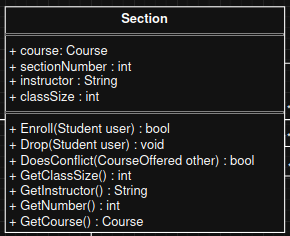 Section
+ course: Course
+ sectionNumber : int
+ instructor : String
+ classSize : int
+ Enroll(Student user) : bool
+ Drop(Student user) : void
+ DoesConflict(CourseOffered other) : bool
+ GetClassSize() : int
+ GetInstructor() : String
+ GetNumber() : int
+ GetCourse() : Course